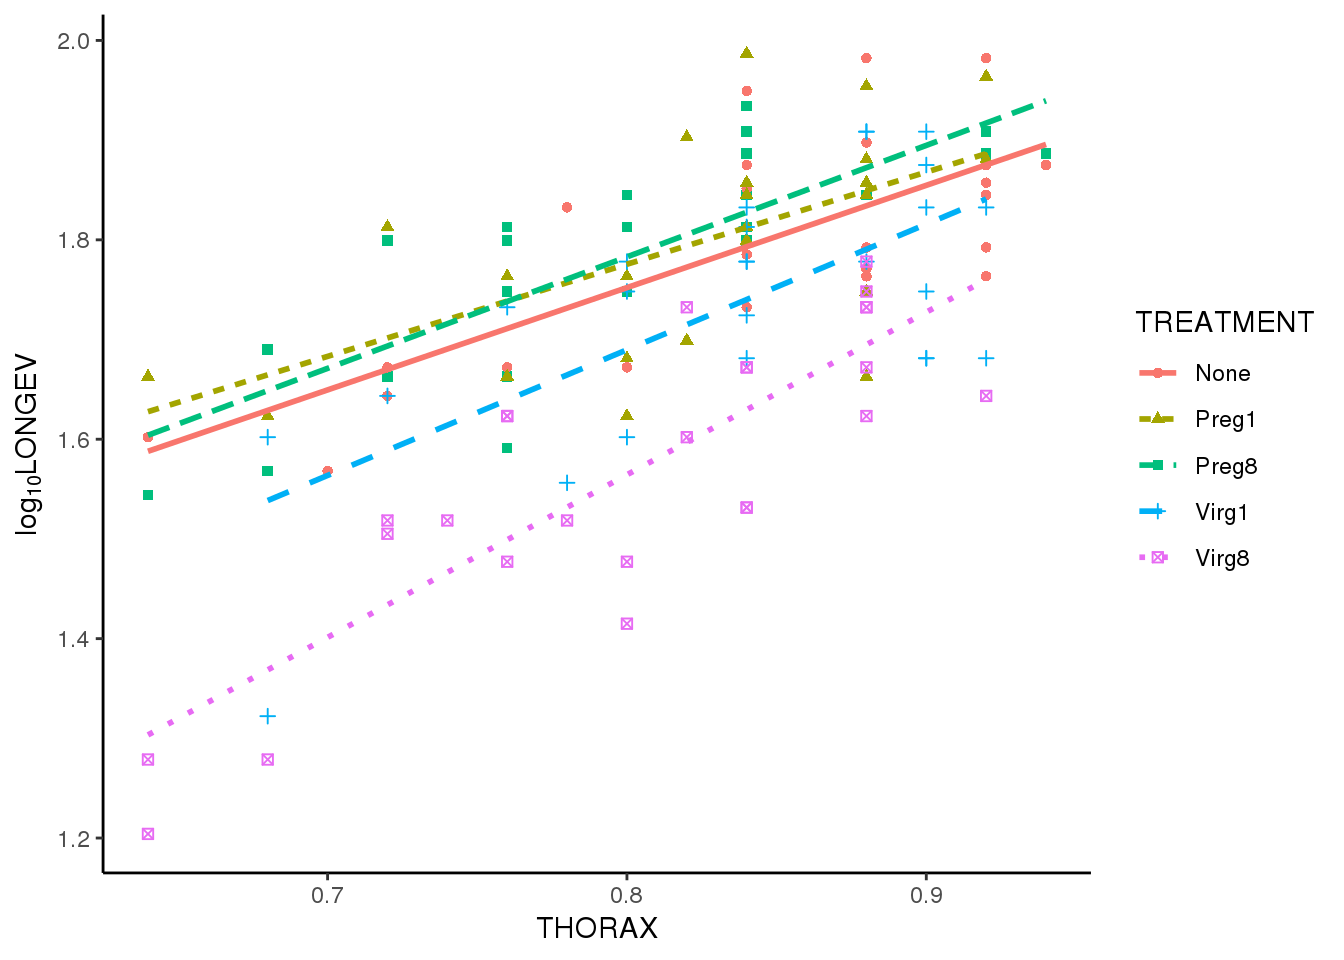 2.0
1.8
1.6
1.4
1.2
log₁₀LONGEV
0.7 0.8 0.9
THORAX
TREATMENT
None
Preg1
Preg8
Virg1
Virg8